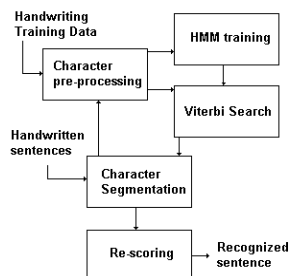 Handwriting
Training Data
HMM training
Character
pre-processing
Viterbi Search
Handwritten
sentences
Character
Segmentation
Re-scoring
Recognized
sentence